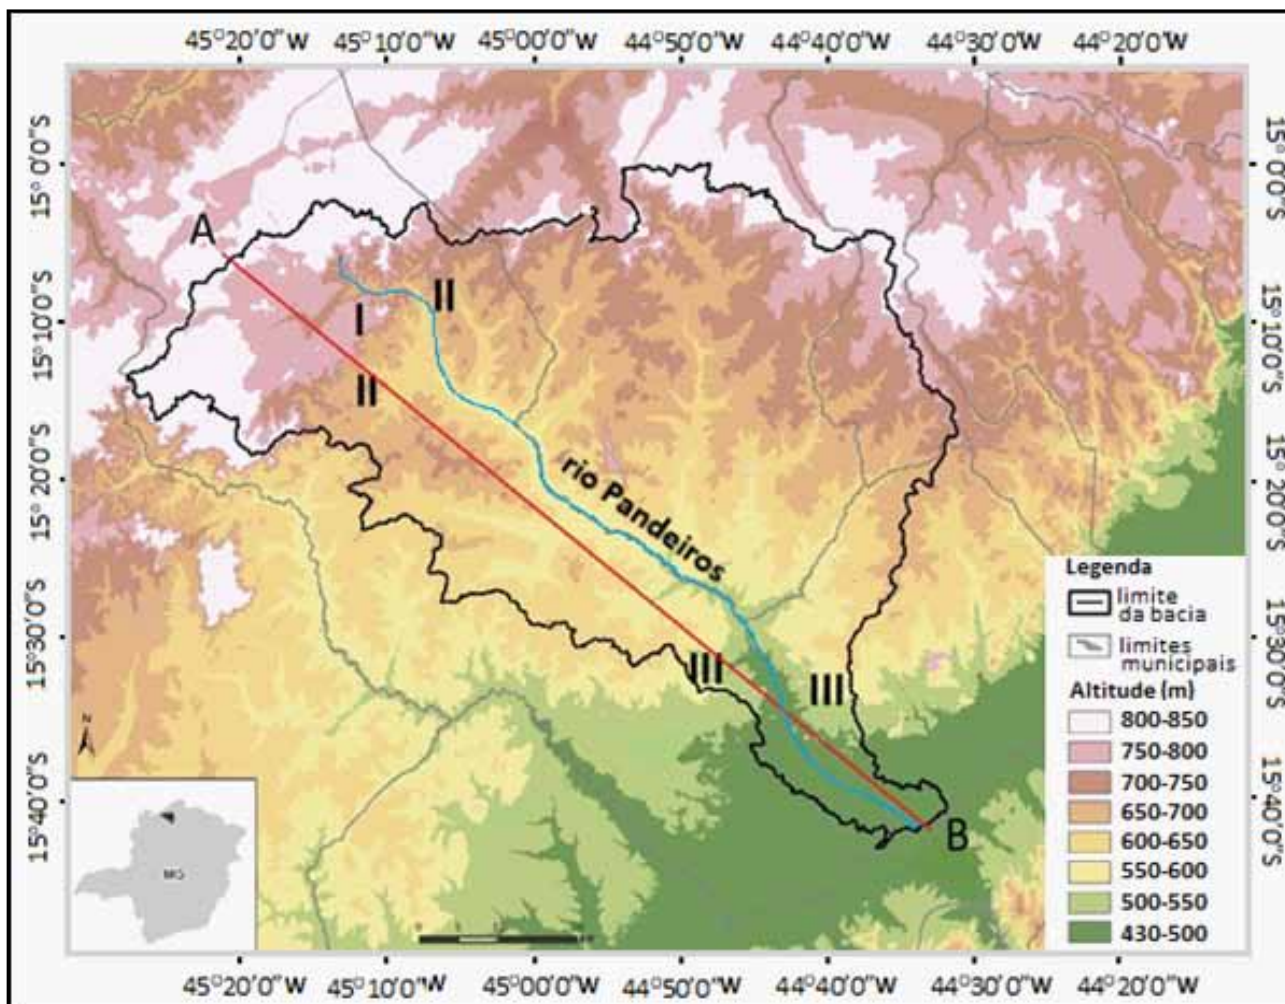 45°20′0″W 45°10′0″W 45°00′0″W 44°50′0″W 44°40′0″W 44°30′0″W 44°20′0″W
15° 0′0″S
15°10′0″S
15°20′0″S
15°30′0″S
15°40′0″S
15°0′0″S
15°10′0″S
15°20′0″S
15°30′0″S
15°40′0″S
A
II
I
II
rio Pandeiros
III
III
B
N
MG
Legenda
limite
da bacia
limites
municipais
Altitude (m)
800-850
750-800
700-750
650-700
600-650
550-600
500-550
430-500
45°20′0″W 45°10′0″W 45°00′0″W 44°50′0″W 44°40′0″W 44°30′0″W 44°20′0″W